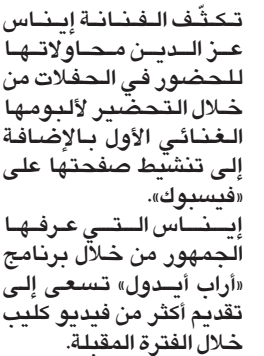 تكثّف الفنانة إيناس
عز الدين محاولاتها
للحضور في الحفلات من
خلال التحضير لألبومها
الغنائي الأول بالإضافة
إلى تنشيط صفحتها على
«فيسبوك».
إيناس التي عرفها
الجمهور من خلال برنامج
«أراب أيدول» تسعى إلى
تقديم أكثر من فيديو كليب
خلال الفترة المقبلة.